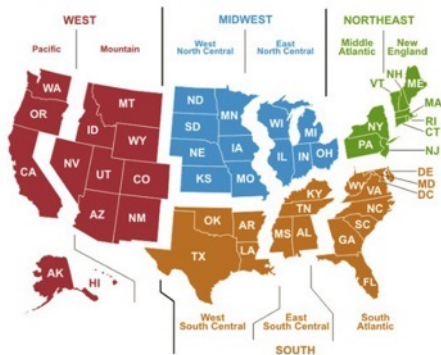 WEST
MIDWEST
NORTHEAST
Pacific
Mountain
West
North Central
East
North Central
Middle
Atlantic
New
England
WA
OR
CA
NV
ID
MT
WY
UT
CO
AZ
NM
AK
HI
ND
SD
NE
KS
MN
IA
MO
WI
IL
MI
IN
OH
NH
VT
ME
MA
RI
CT
NY
PA
NJ
DE
MD
DC
WV
VA
NC
SC
GA
FL
KY
TN
MS
AL
OK
AR
TX
LA
West
South Central
East
South Central
South
Atlantic
SOUTH